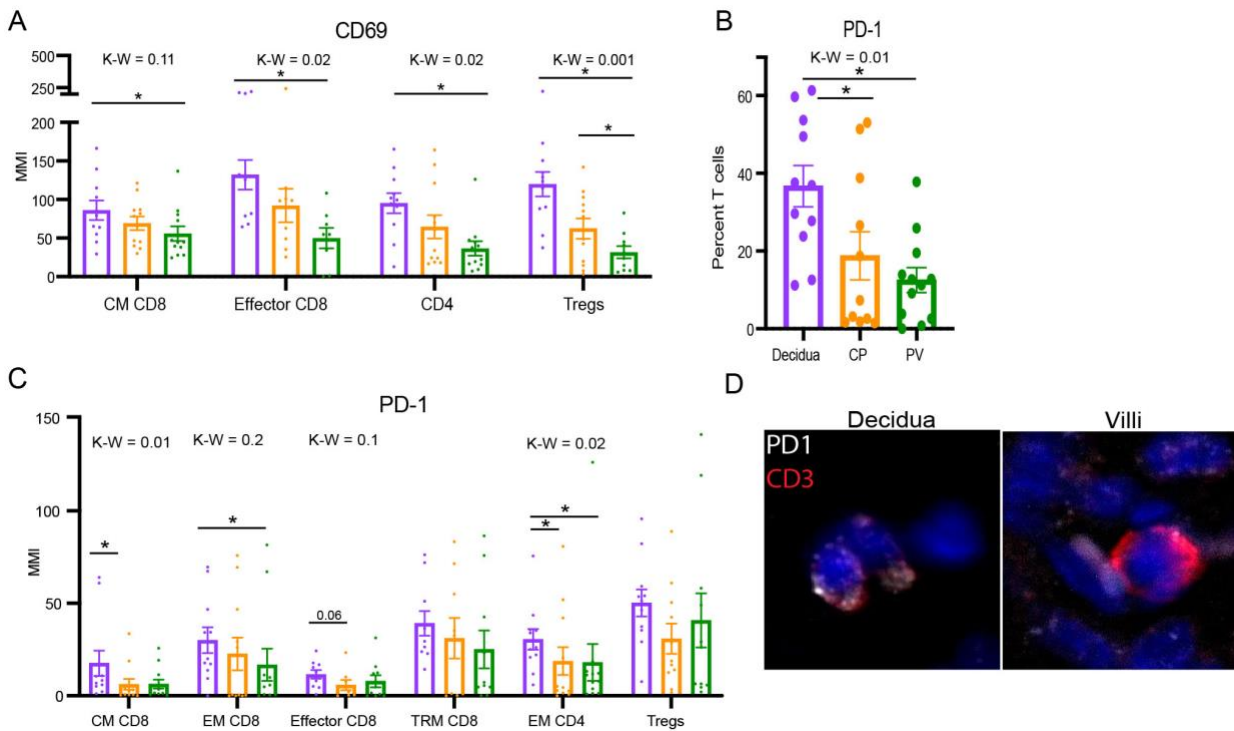 A
CD69
K-W = 0.11
K-W = 0.02
K-W = 0.02
K-W = 0.001
*
*
*
*
*
500
250
200
150
100
50
0
MMI
CM CD8
Effector CD8
CD4
Tregs
B
PD-1
K-W = 0.01
*
*
60
40
20
0
Percent T cells
Decidua
CP
PV
C
PD-1
K-W = 0.01
K-W = 0.2
K-W = 0.1
K-W = 0.02
*
*
0.06
*
*
150
100
50
0
MMI
CM CD8
EM CD8
Effector CD8
TRM CD8
EM CD4
Tregs
D
Decidua
Villi
PD1
CD3